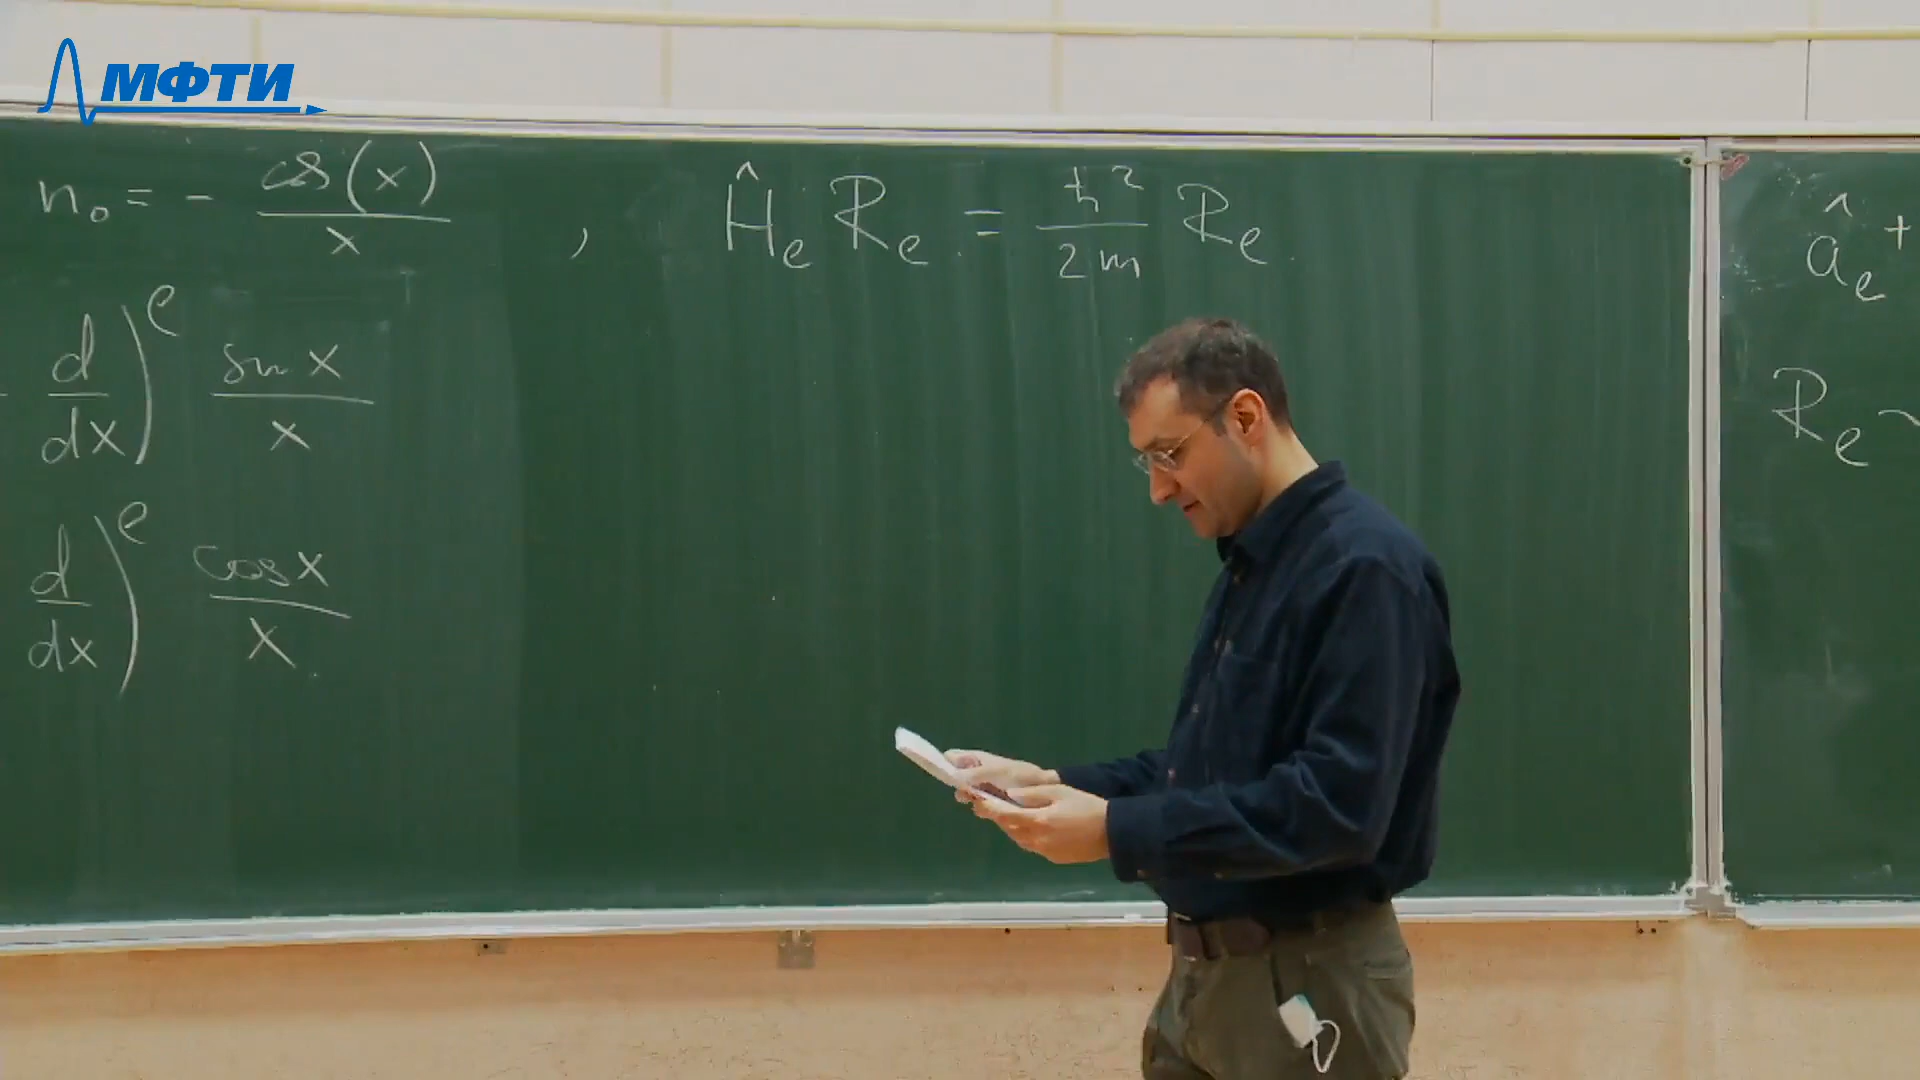 МФТИ
n₀ = - cos(x)/x , Ĥₑ Rₑ = ħ²/2m Rₑ
d/dx)ᵉ sin x/x
d/dx)ᵉ cos x/x
âₑ⁺
Rₑ ~